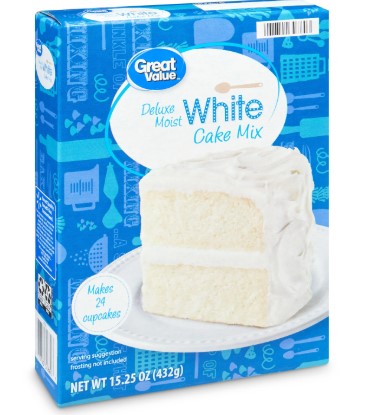 Great
Value™
Deluxe
Moist
White
Cake Mix
Makes
24
cupcakes
serving suggestion
frosting not included
NET WT 15.25 OZ (432g)